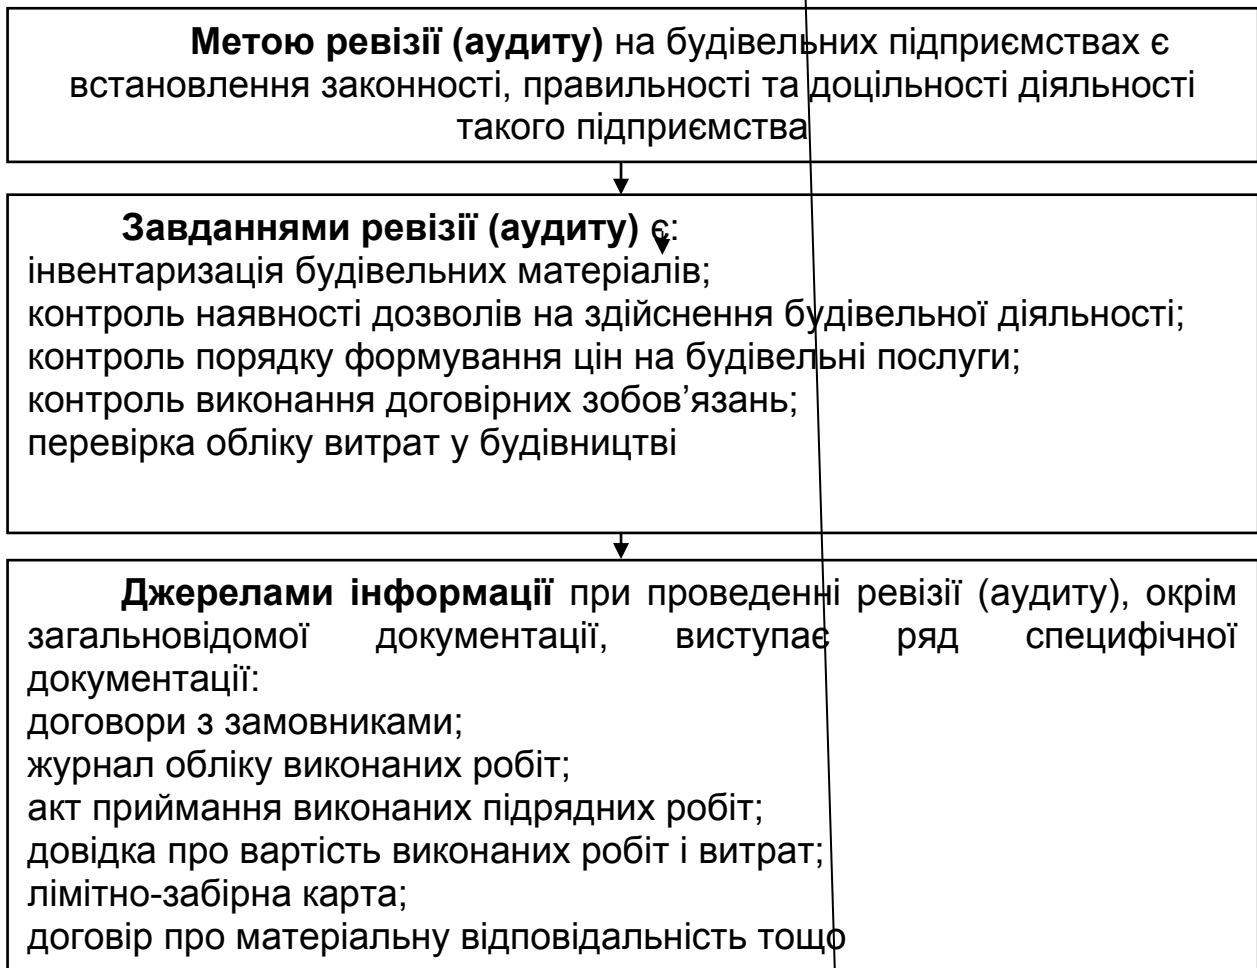 Метою ревізії (аудиту) на будівельних підприємствах є
встановлення законності, правильності та доцільності діяльності
такого підприємства
Завданнями ревізії (аудиту) є:
інвентаризація будівельних матеріалів;
контроль наявності дозволів на здійснення будівельної діяльності;
контроль порядку формування цін на будівельні послуги;
контроль виконання договірних зобов’язань;
перевірка обліку витрат у будівництві
Джерелами інформації при проведенні ревізії (аудиту), окрім
загальновідомої документації, виступає ряд специфічної
документації:
договори з замовниками;
журнал обліку виконаних робіт;
акт приймання виконаних підрядних робіт;
довідка про вартість виконаних робіт і витрат;
лімітно-забірна карта;
договір про матеріальну відповідальність тощо